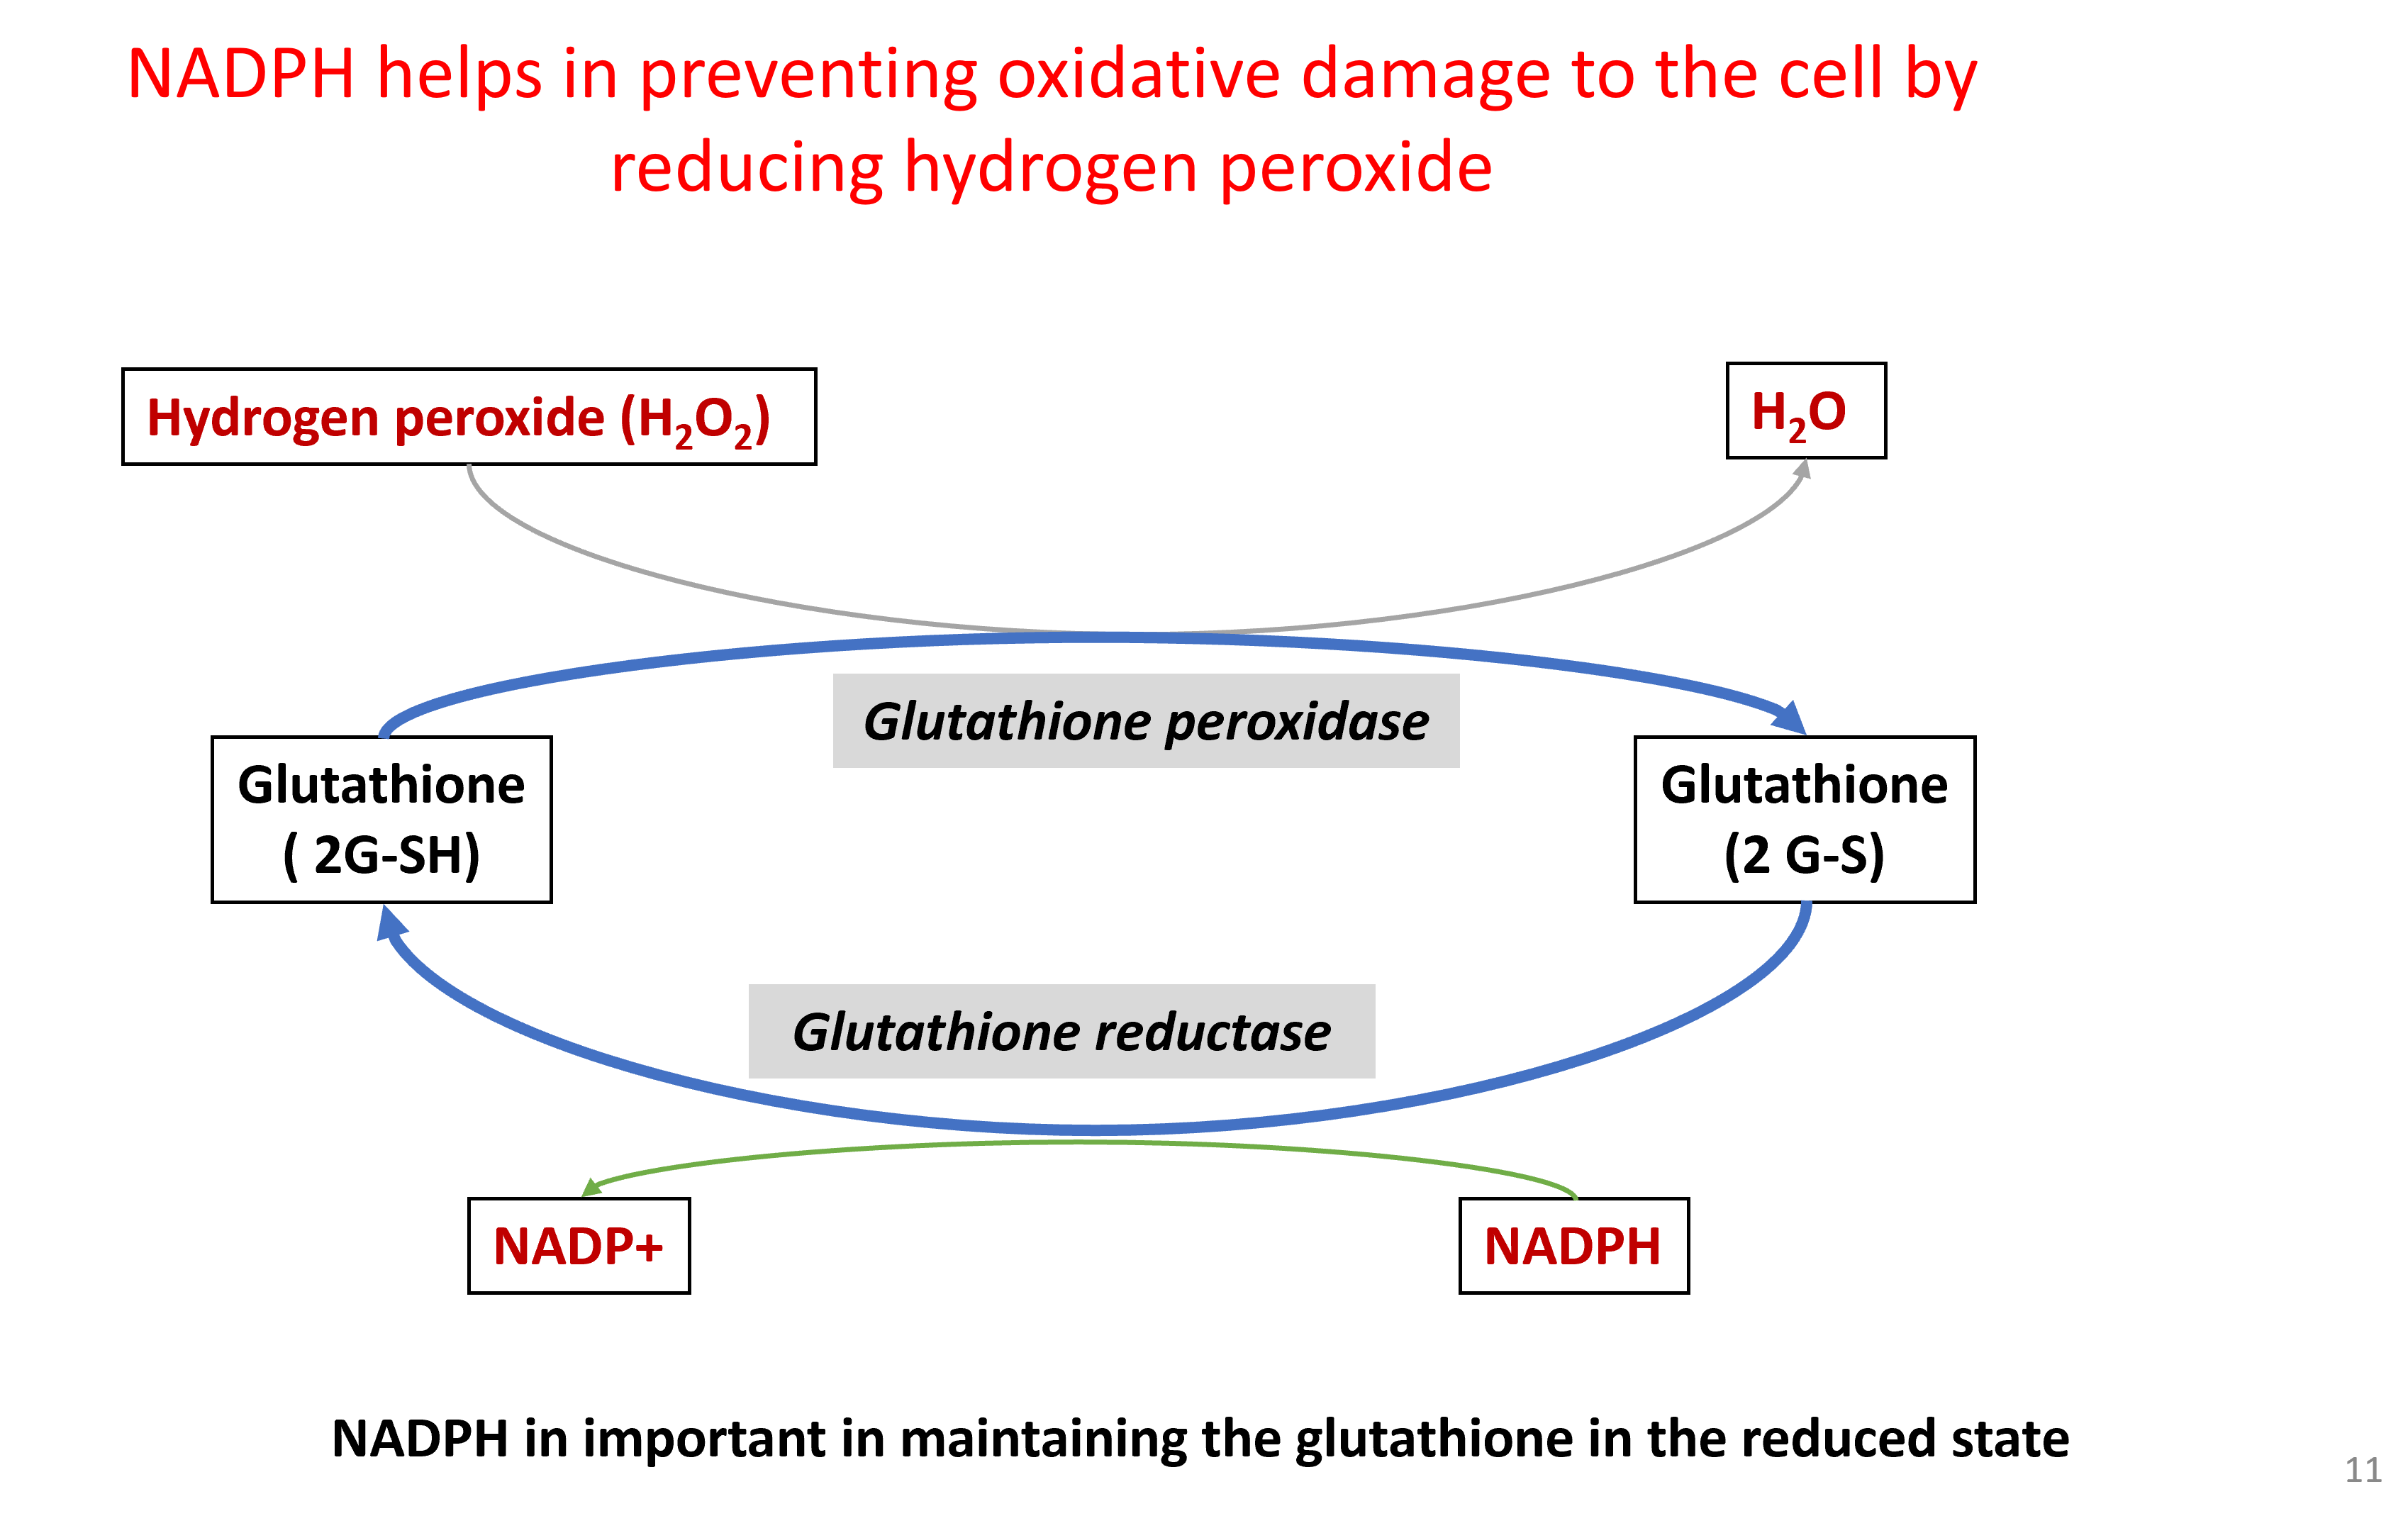 NADPH helps in preventing oxidative damage to the cell by
reducing hydrogen peroxide
Hydrogen peroxide (H₂O₂)
H₂O
Glutathione peroxidase
Glutathione
( 2G-SH)
Glutathione
(2 G-S)
Glutathione reductase
NADP+
NADPH
NADPH in important in maintaining the glutathione in the reduced state
11